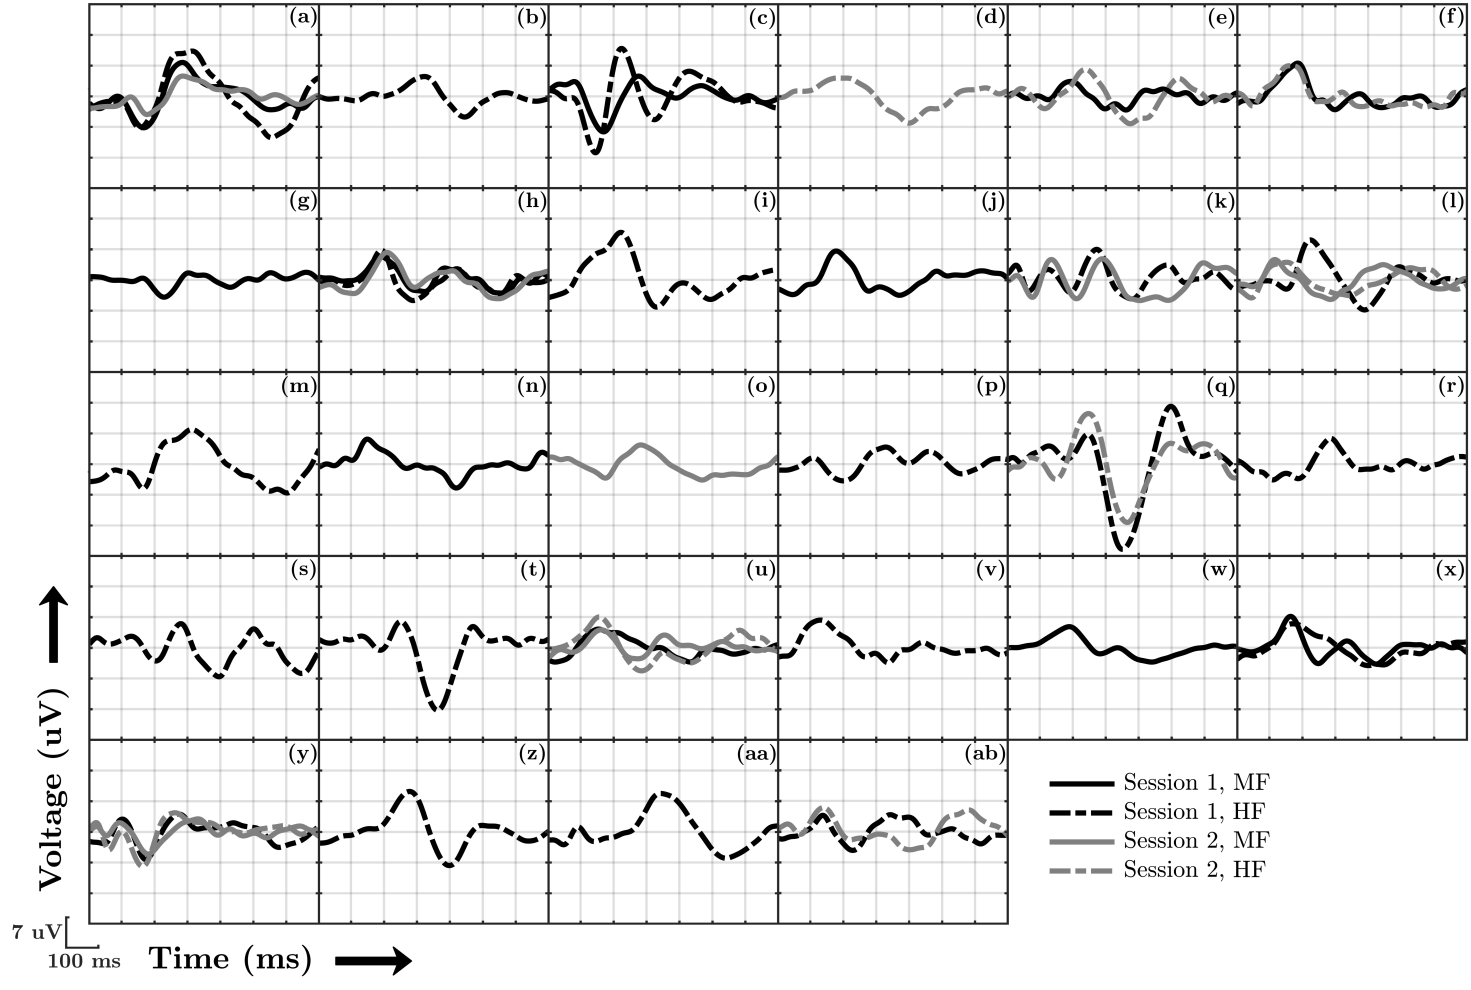 (a) (b) (c) (d) (e) (f)
(g) (h) (i) (j) (k) (l)
(m) (n) (o) (p) (q) (r)
(s) (t) (u) (v) (w) (x)
(y) (z) (aa) (ab)
Session 1, MF
Session 1, HF
Session 2, MF
Session 2, HF
Voltage (uV)
7 uV
100 ms
Time (ms)